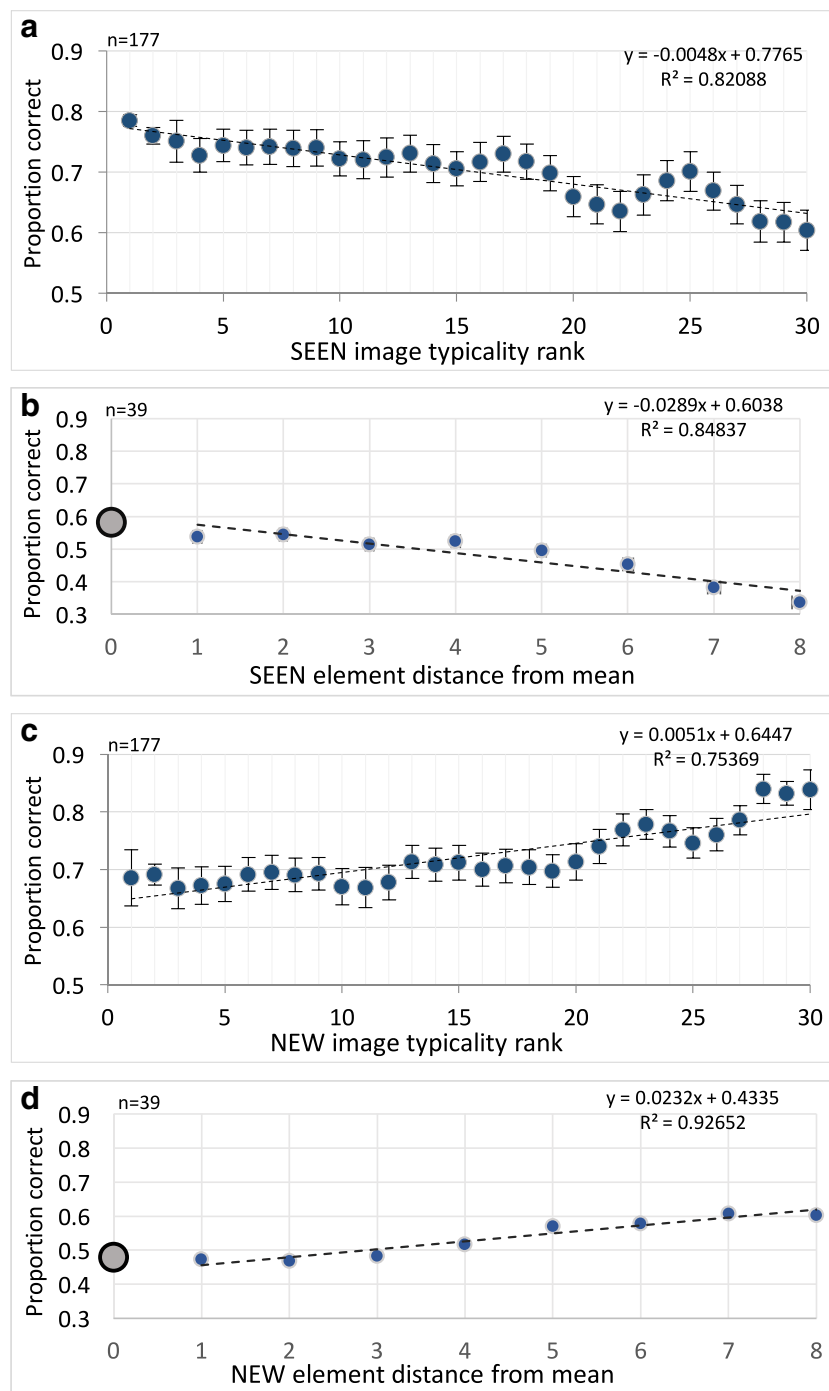 a
n=177
y = -0.0048x + 0.7765
R² = 0.82088
Proportion correct
0.9
0.8
0.7
0.6
0.5
0 5 10 15 20 25 30
SEEN image typicality rank
b
n=39
y = -0.0289x + 0.6038
R² = 0.84837
Proportion correct
0.9
0.8
0.7
0.6
0.5
0.4
0.3
0 1 2 3 4 5 6 7 8
SEEN element distance from mean
c
n=177
y = 0.0051x + 0.6447
R² = 0.75369
Proportion correct
0.9
0.8
0.7
0.6
0.5
0 5 10 15 20 25 30
NEW image typicality rank
d
n=39
y = 0.0232x + 0.4335
R² = 0.92652
Proportion correct
0.9
0.8
0.7
0.6
0.5
0.4
0.3
0 1 2 3 4 5 6 7 8
NEW element distance from mean